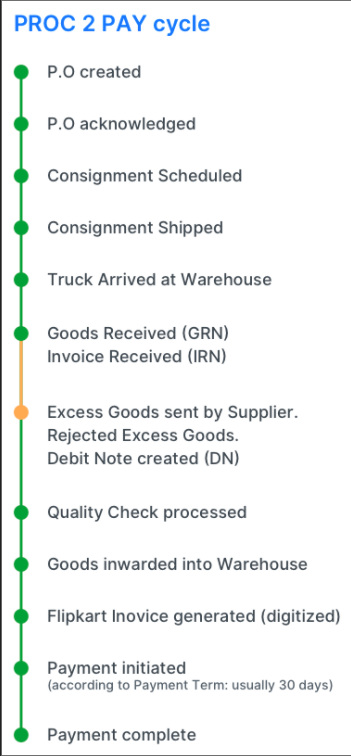 PROC 2 PAY cycle
P.O created
P.O acknowledged
Consignment Scheduled
Consignment Shipped
Truck Arrived at Warehouse
Goods Received (GRN)
Invoice Received (IRN)
Excess Goods sent by Supplier.
Rejected Excess Goods.
Debit Note created (DN)
Quality Check processed
Goods inwarded into Warehouse
Flipkart Inovice generated (digitized)
Payment initiated
(according to Payment Term: usually 30 days)
Payment complete